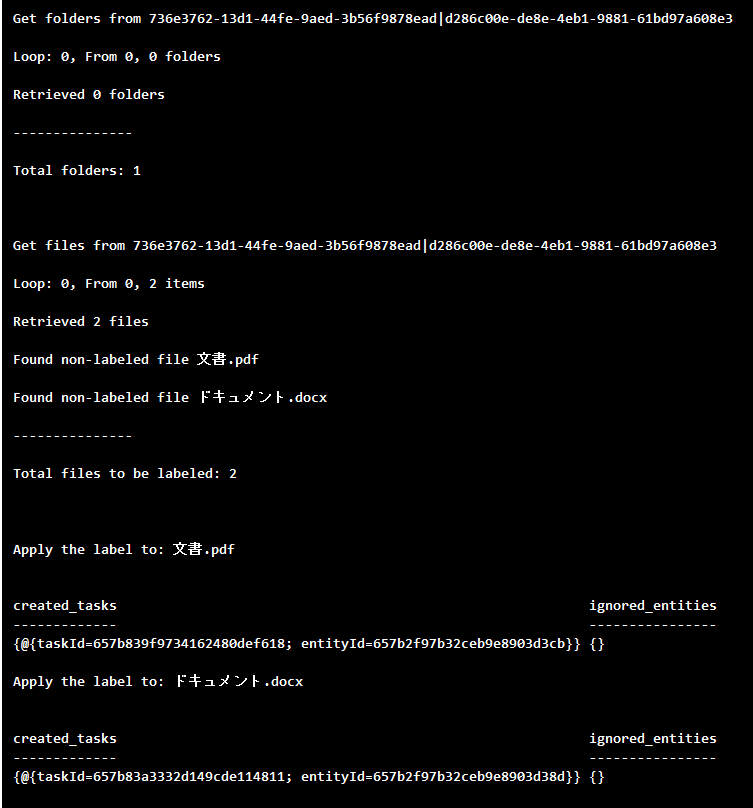 Get folders from 736e3762-13d1-44fe-9aed-3b56f9878ead|d286c00e-de8e-4eb1-9881-61bd97a608e3
Loop: 0, From 0, 0 folders
Retrieved 0 folders
---------------
Total folders: 1
Get files from 736e3762-13d1-44fe-9aed-3b56f9878ead|d286c00e-de8e-4eb1-9881-61bd97a608e3
Loop: 0, From 0, 2 items
Retrieved 2 files
Found non-labeled file 文書.pdf
Found non-labeled file ドキュメント.docx
---------------
Total files to be labeled: 2
Apply the label to: 文書.pdf
created_tasks ignored_entities
------------- ----------------
{@{taskId=657b839f9734162480def618; entityId=657b2f97b32ceb9e8903d3cb}} {}
Apply the label to: ドキュメント.docx
created_tasks ignored_entities
------------- ----------------
{@{taskId=657b83a3332d149cde114811; entityId=657b2f97b32ceb9e8903d38d}} {}